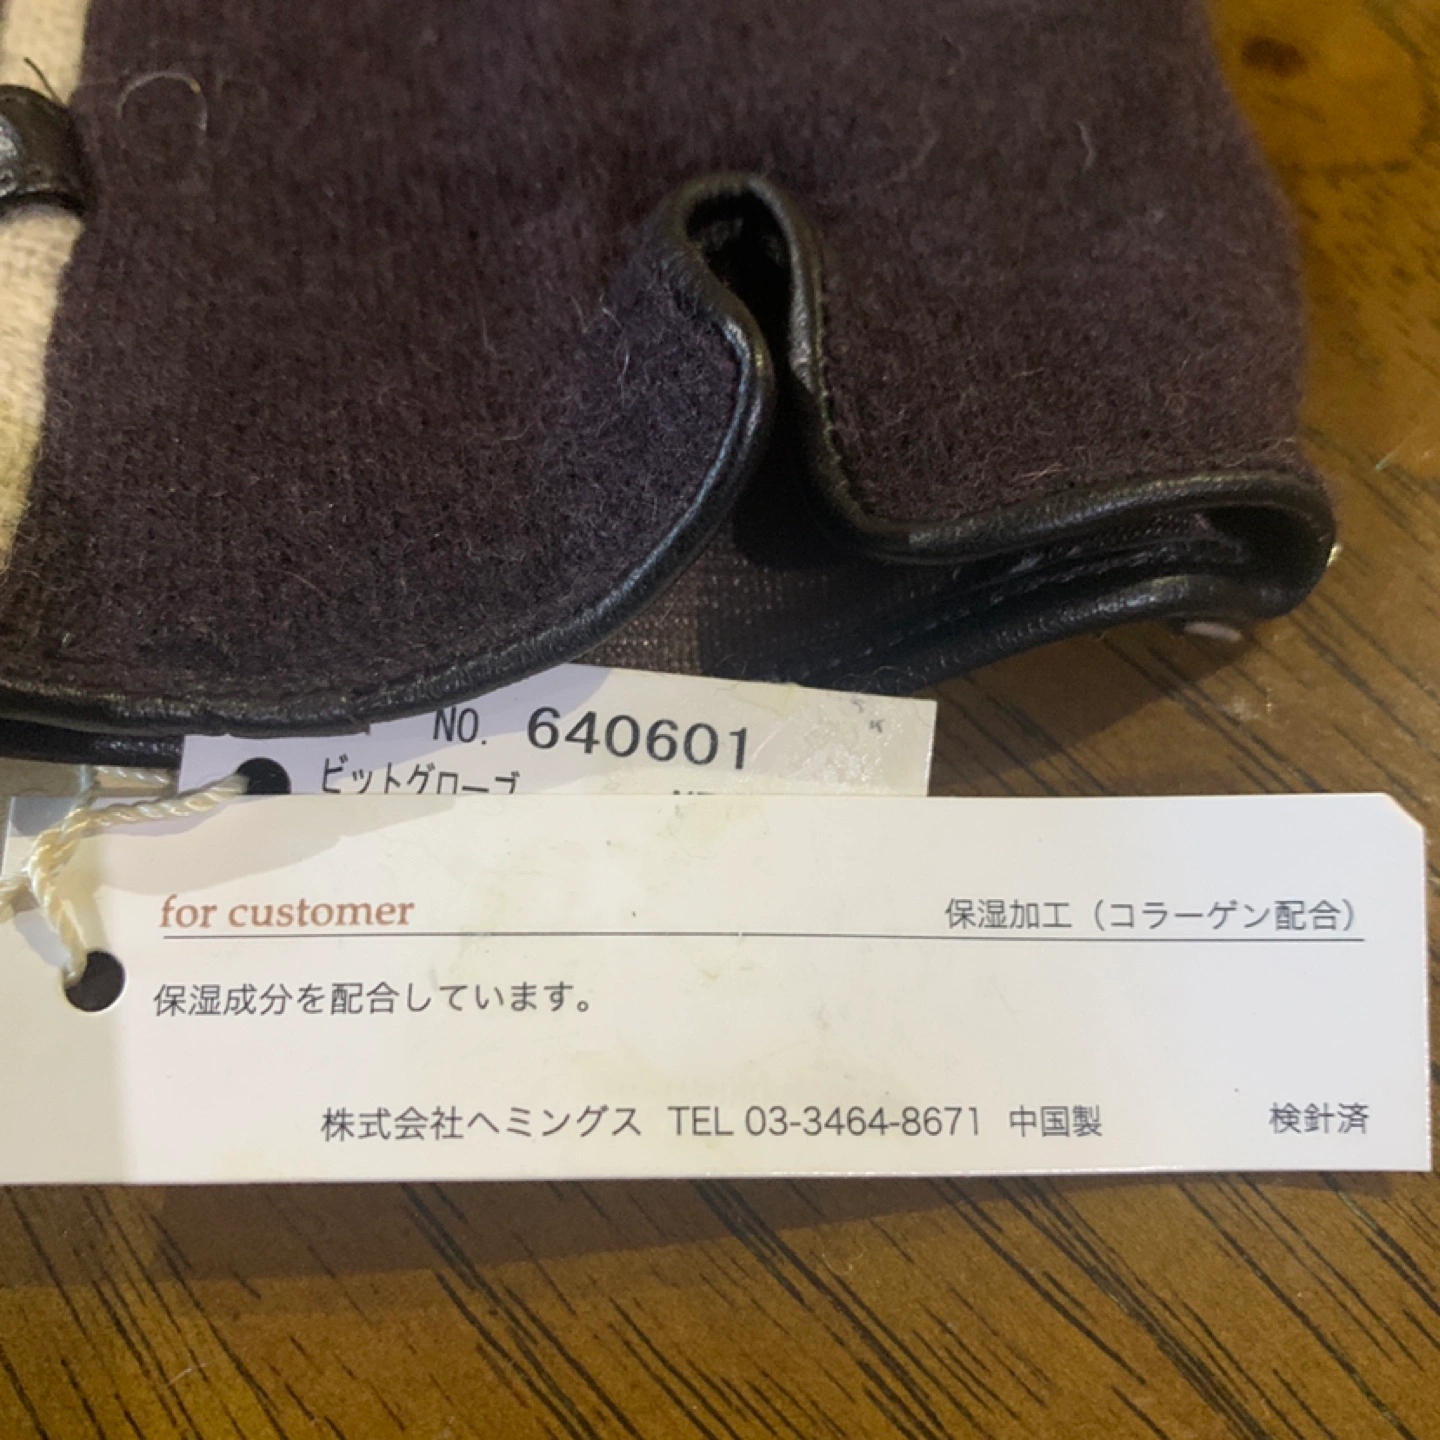 NO. 640601
ビットグローブ
for customer 保湿加工（コラーゲン配合）
保湿成分を配合しています。
株式会社ヘミングス TEL 03-3464-8671 中国製 検針済